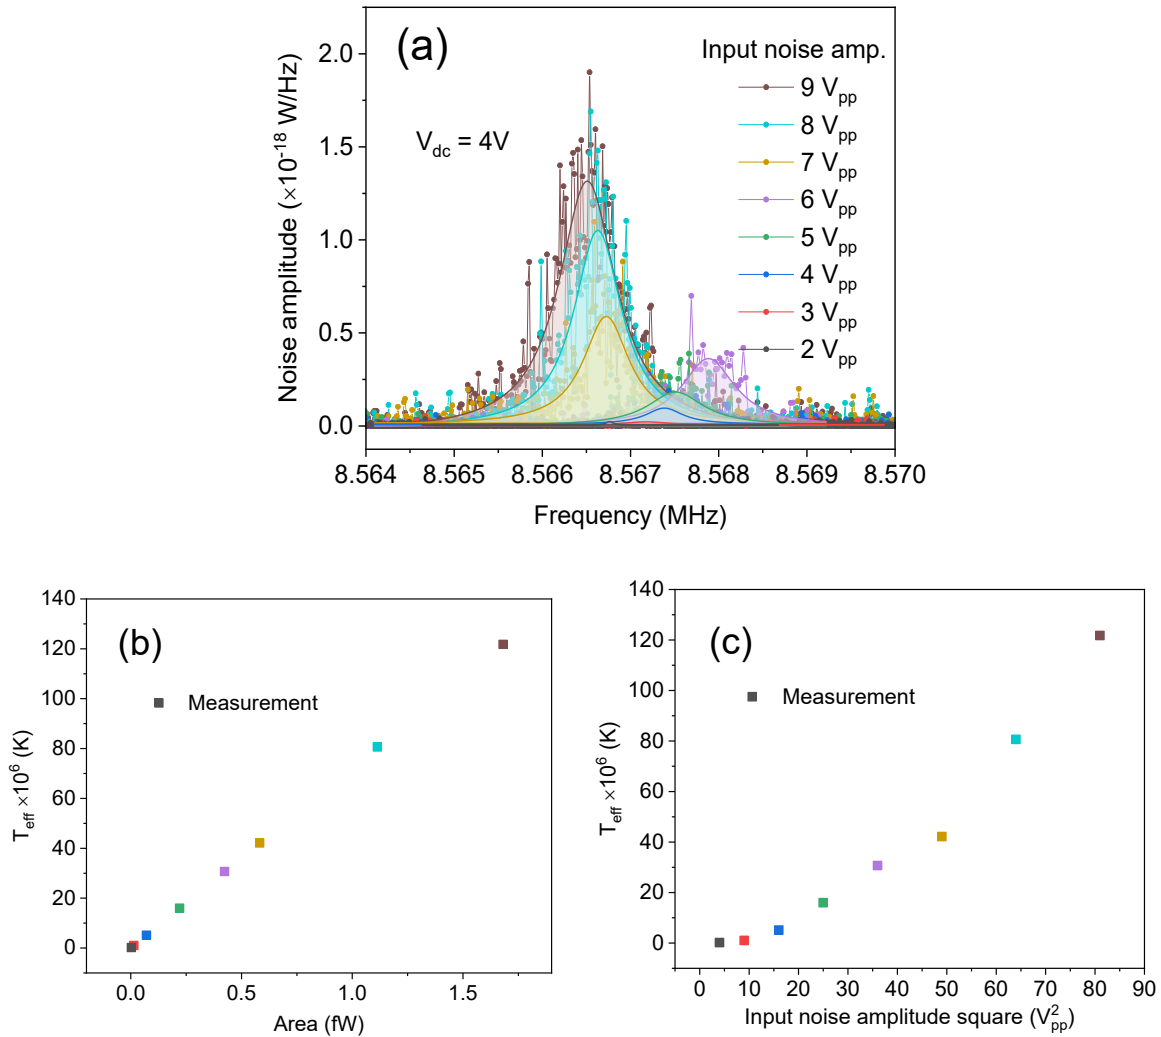 (a)
Input noise amp.
9 Vpp
8 Vpp
7 Vpp
6 Vpp
5 Vpp
4 Vpp
3 Vpp
2 Vpp
Vdc = 4V
Noise amplitude (×10⁻¹⁸ W/Hz)
2.0
1.5
1.0
0.5
0.0
8.564 8.565 8.566 8.567 8.568 8.569 8.570
Frequency (MHz)
(b)
Measurement
Teff ×10⁶ (K)
140
120
100
80
60
40
20
0
0.0 0.5 1.0 1.5
Area (fW)
(c)
Measurement
Teff ×10⁶ (K)
140
120
100
80
60
40
20
0
0 10 20 30 40 50 60 70 80 90
Input noise amplitude square (V²pp)